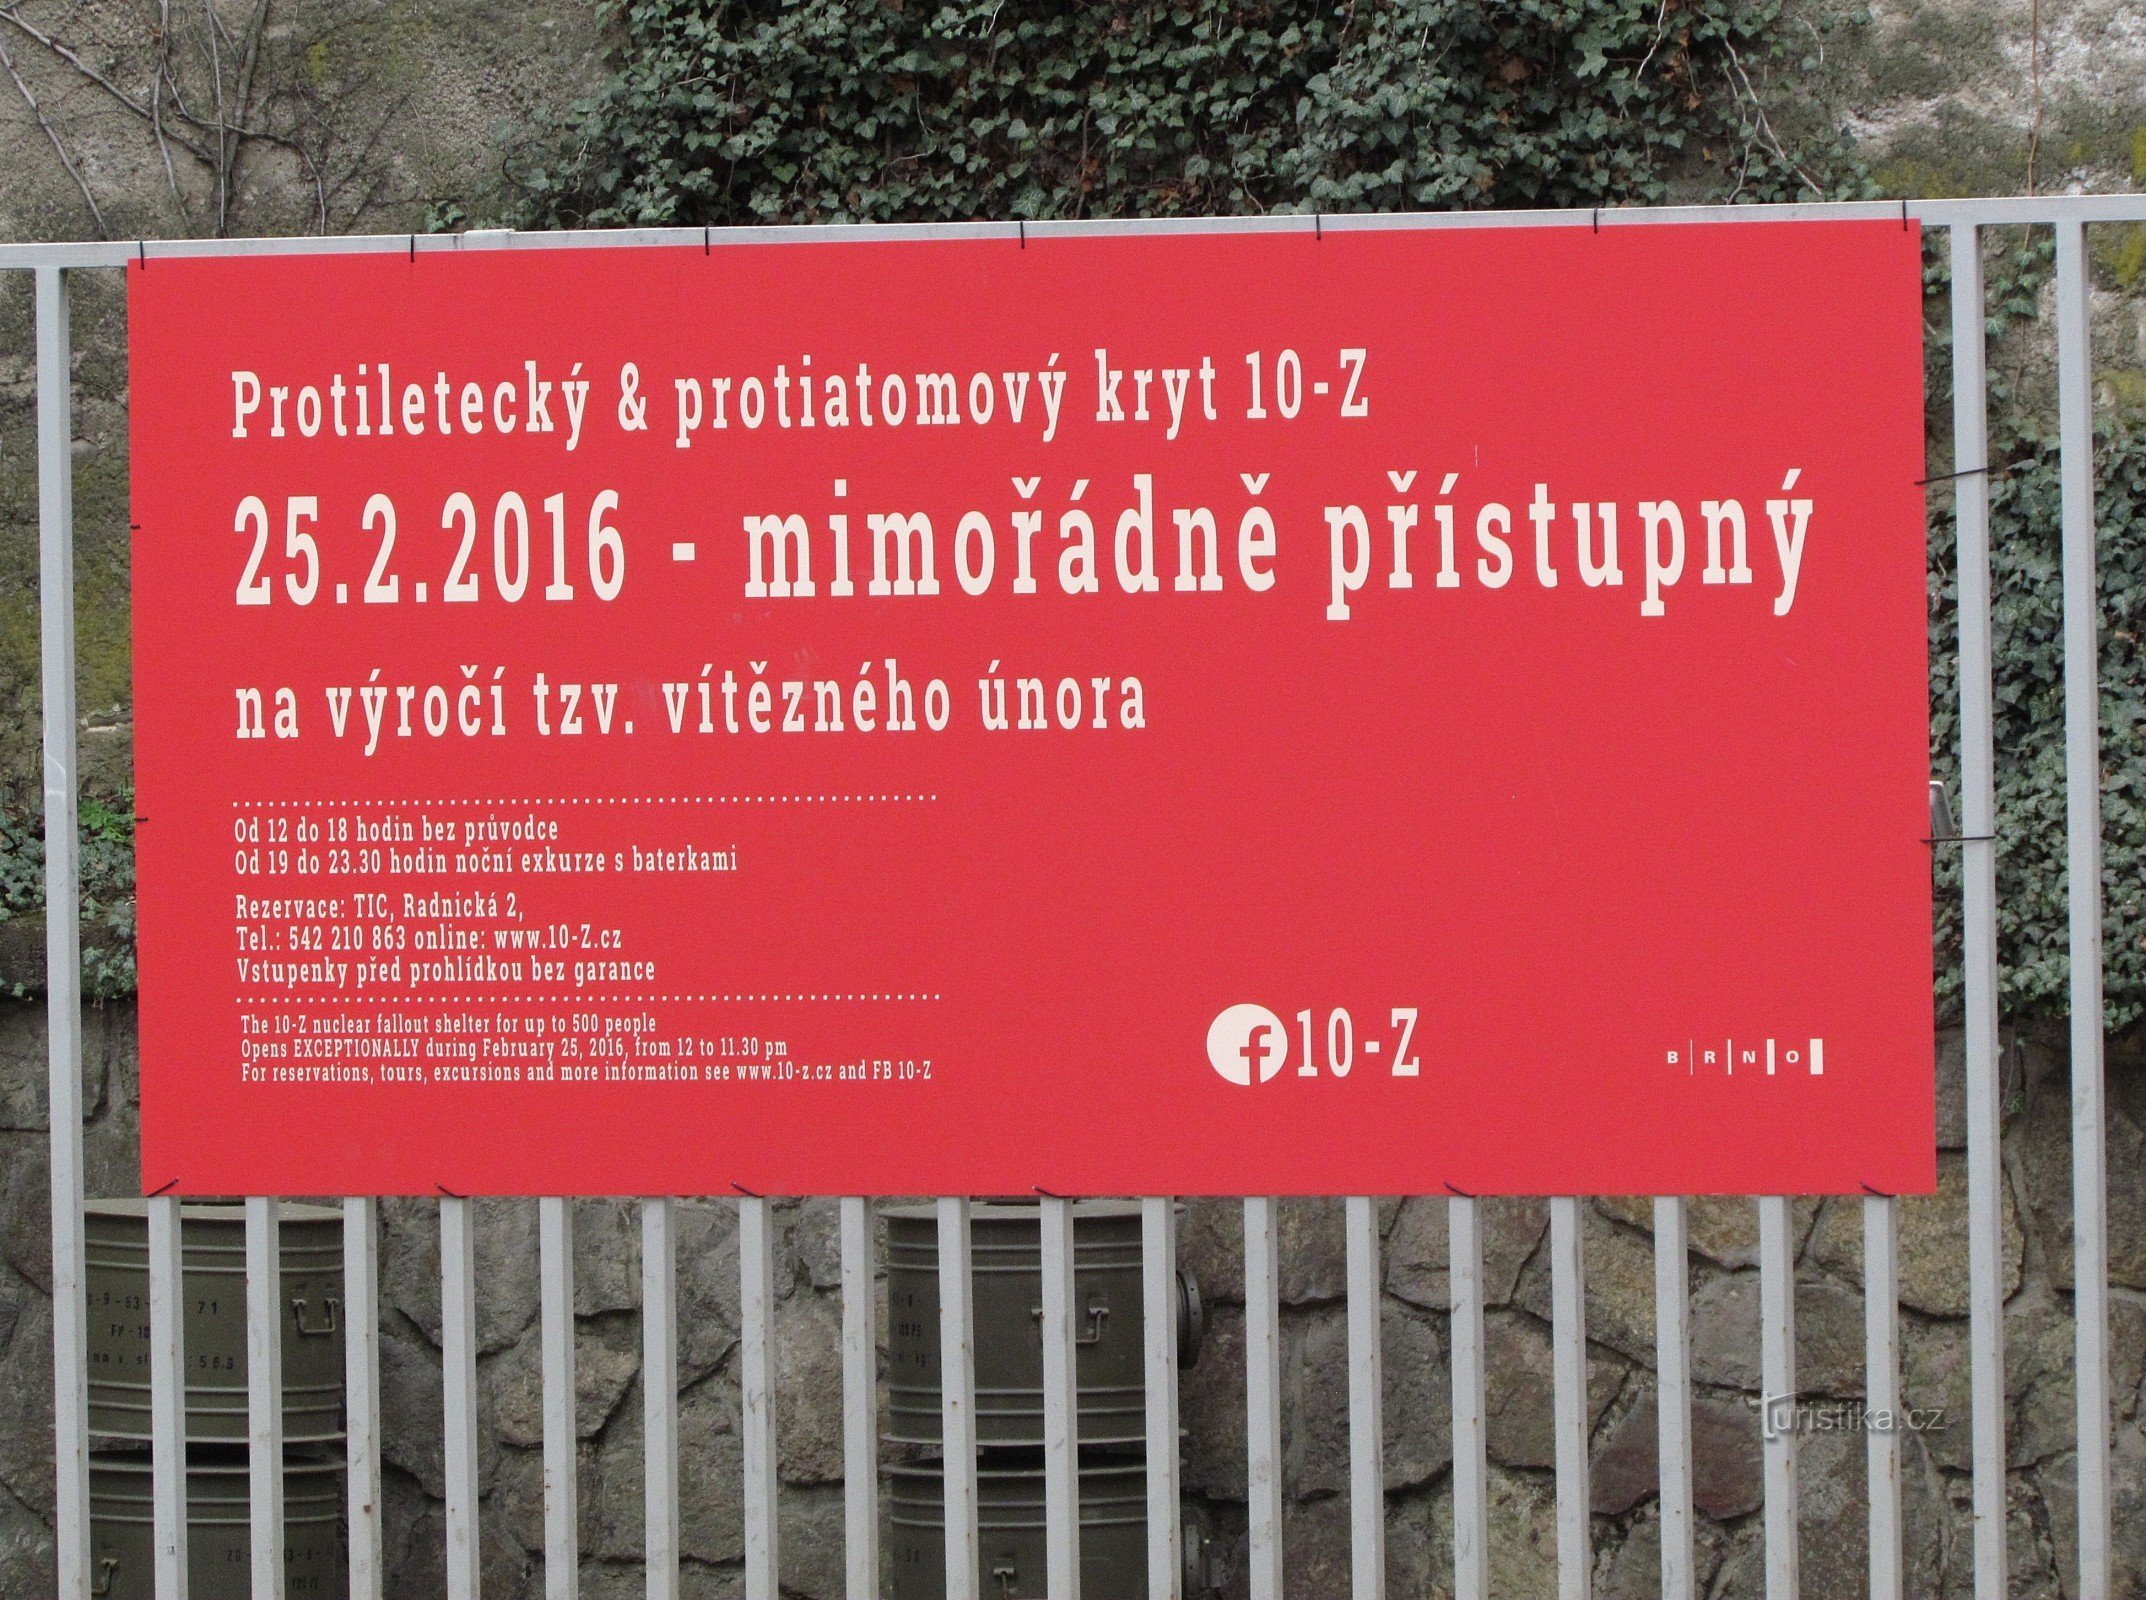 Protiletecký & protiatomový kryt 10-Z
25.2.2016 - mimořádně přístupný
na výročí tzv. vítězného února
Od 12 do 18 hodin bez průvodce
Od 19 do 23.30 hodin noční exkurze s baterkami
Rezervace: TIC, Radnická 2,
Tel.: 542 210 863 online: www.10-Z.cz
Vstupenky před prohlídkou bez garance
The 10-Z nuclear fallout shelter for up to 500 people
Opens EXCEPTIONALLY during February 25, 2016, from 12 to 11.30 pm
For reservations, tours, excursions and more information see www.10-z.cz and FB 10-Z
f 10-Z
B R N O
71
Turistika.cz